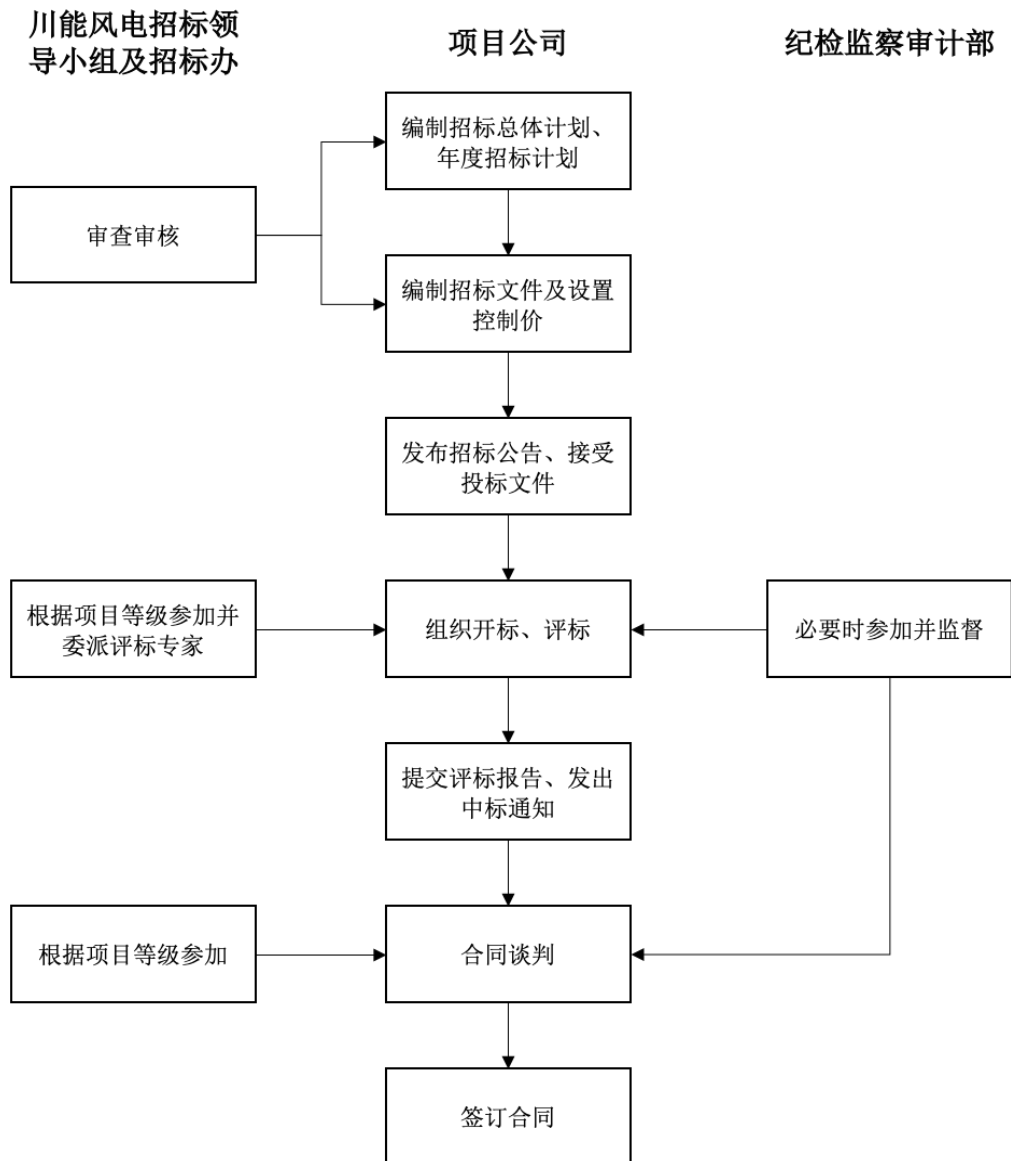 川能风电招标领
导小组及招标办
项目公司
纪检监察审计部
编制招标总体计划、
年度招标计划
审查审核
编制招标文件及设置
控制价
发布招标公告、接受
投标文件
根据项目等级参加并
委派评标专家
组织开标、评标
必要时参加并监督
提交评标报告、发出
中标通知
根据项目等级参加
合同谈判
签订合同